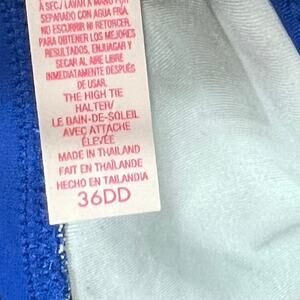 A SEC/ LAVAR A MANO POR
SEPARADO CON AGUA FRÍA.
NO ESCURRIR NI RETORCER.
PARA OBTENER LOS MEJORES
RESULTADOS, ENJUAGAR Y
SECAR AL AIRE LIBRE
INMEDIATAMENTE DESPUÉS
DE USAR.
THE HIGH TIE
HALTER/
LE BAIN-DE-SOLEIL
AVEC ATTACHE
ÉLEVÉE
MADE IN THAILAND
FAIT EN THAÏLANDE
HECHO EN TAILANDIA
36DD